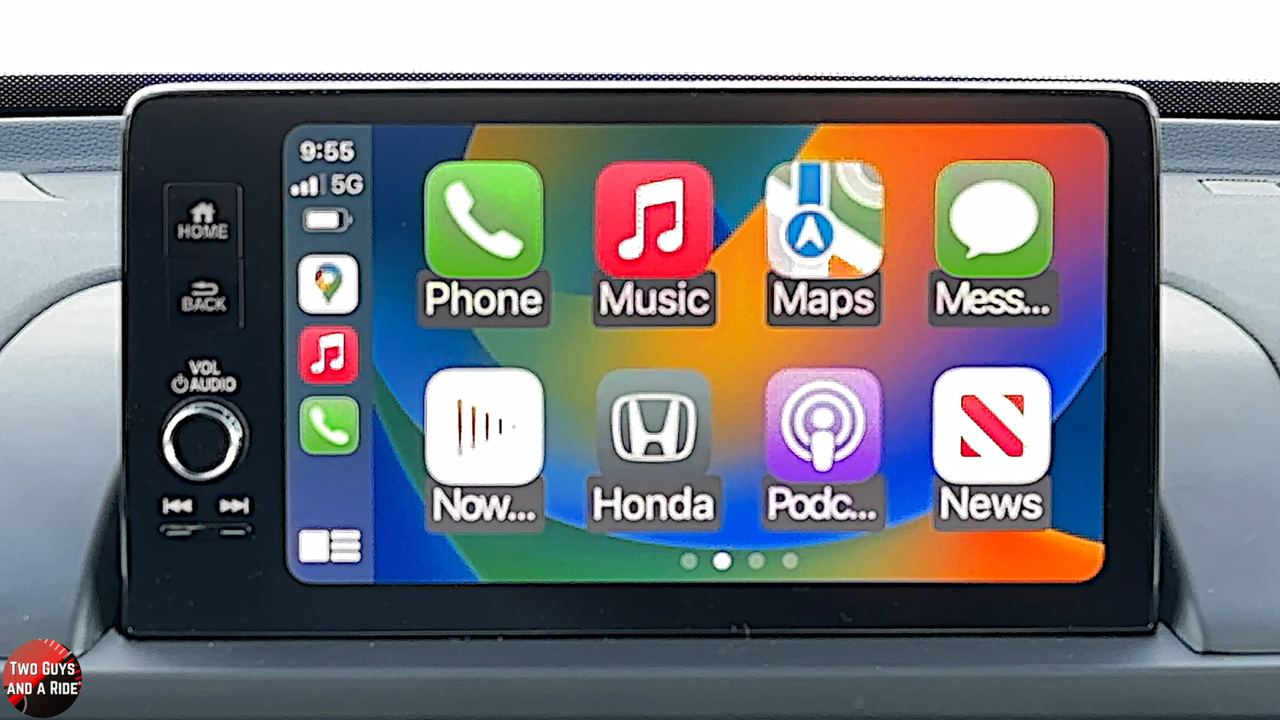 HOME
BACK
VOL
AUDIO
9:55
5G
Phone
Music
Maps
Mess...
Now...
Honda
Podc...
News
TWO GUYS
AND A RIDE